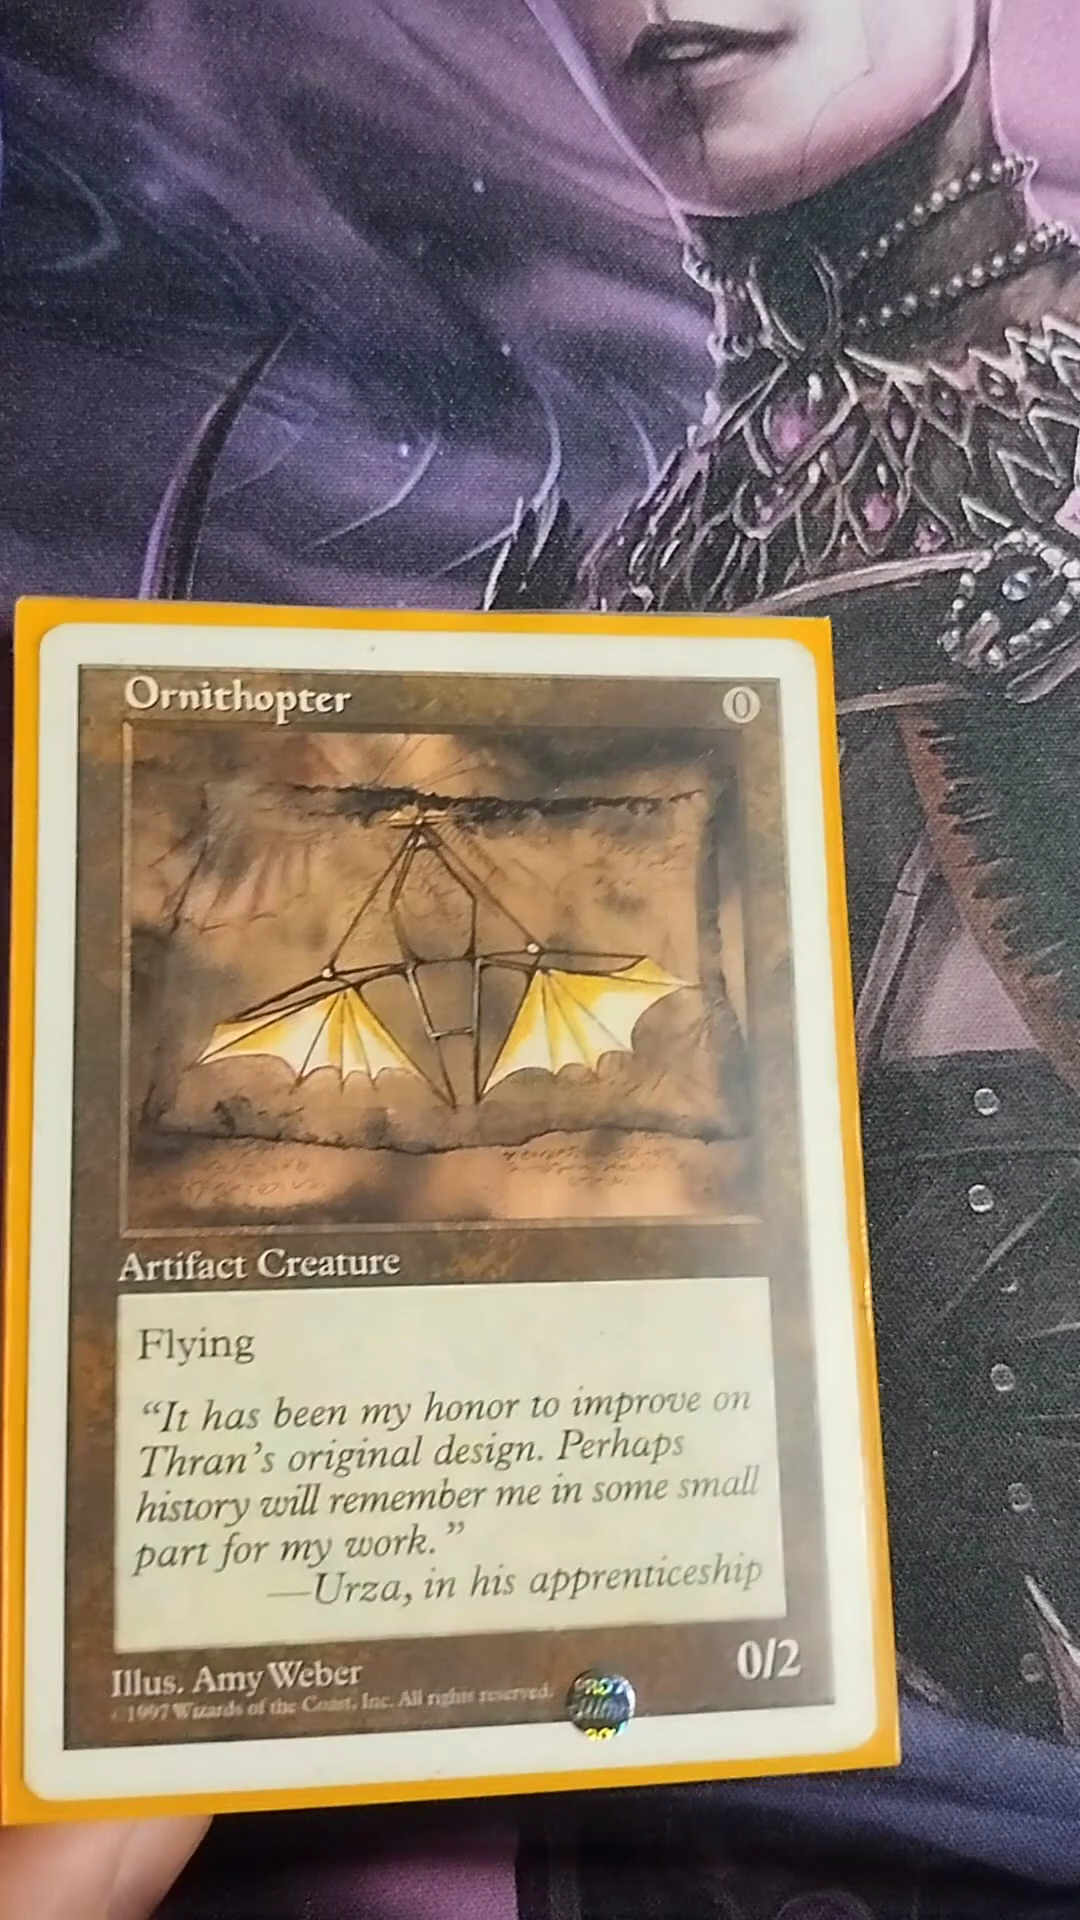 Ornithopter 0
Artifact Creature
Flying
“It has been my honor to improve on
Thran’s original design. Perhaps
history will remember me in some small
part for my work.”
—Urza, in his apprenticeship
0/2
Illus. Amy Weber
©1997 Wizards of the Coast, Inc. All rights reserved.